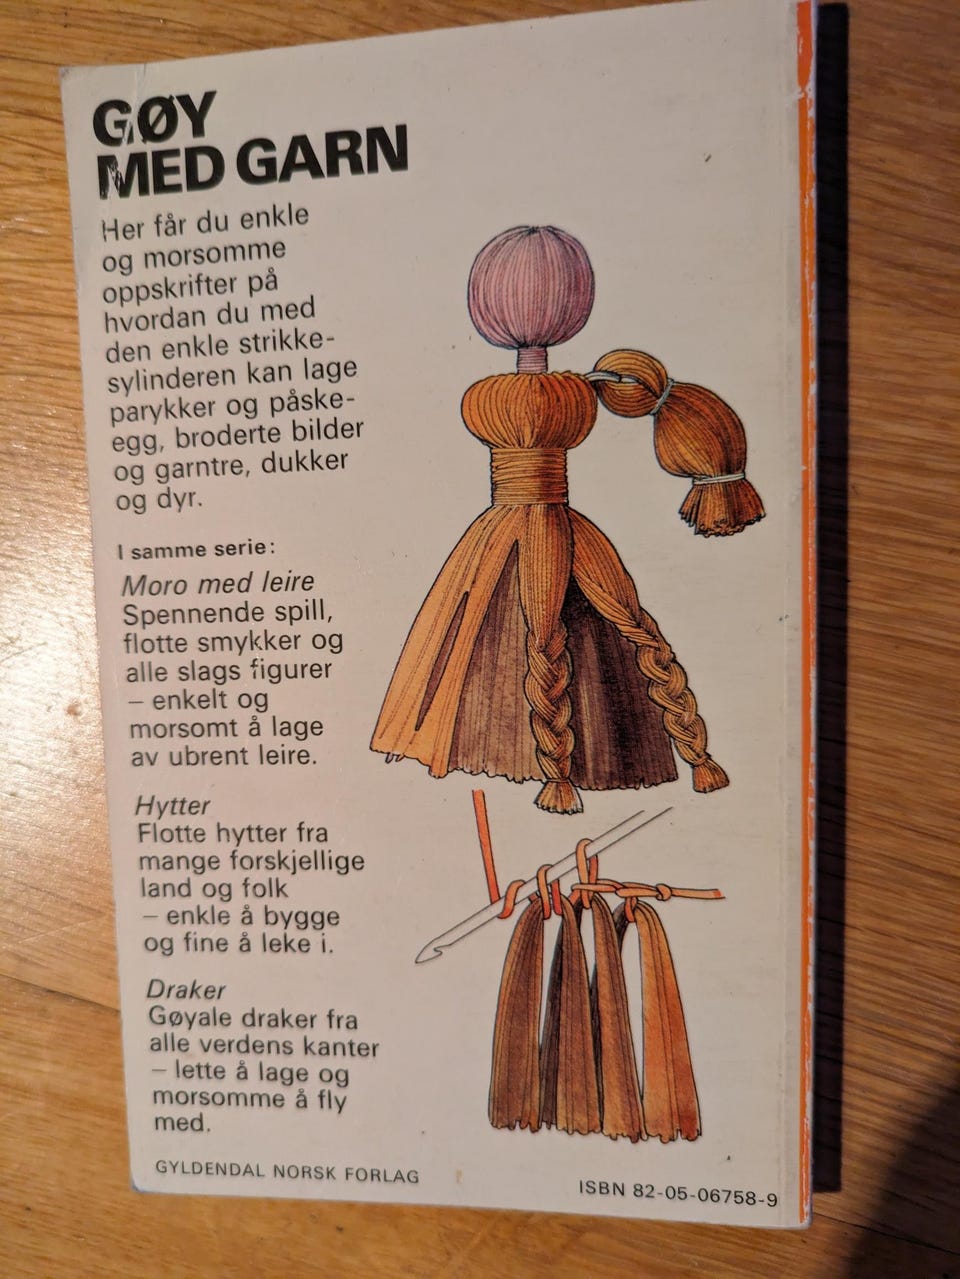 GØY
MED GARN
Her får du enkle
og morsomme
oppskrifter på
hvordan du med
den enkle strikke-
sylinderen kan lage
parykker og påske-
egg, broderte bilder
og garntre, dukker
og dyr.
I samme serie:
Moro med leire
Spennende spill,
flotte smykker og
alle slags figurer
– enkelt og
morsomt å lage
av ubrent leire.
Hytter
Flotte hytter fra
mange forskjellige
land og folk
– enkle å bygge
og fine å leke i.
Draker
Gøyale draker fra
alle verdens kanter
– lette å lage og
morsomme å fly
med.
GYLDENDAL NORSK FORLAG
ISBN 82-05-06758-9